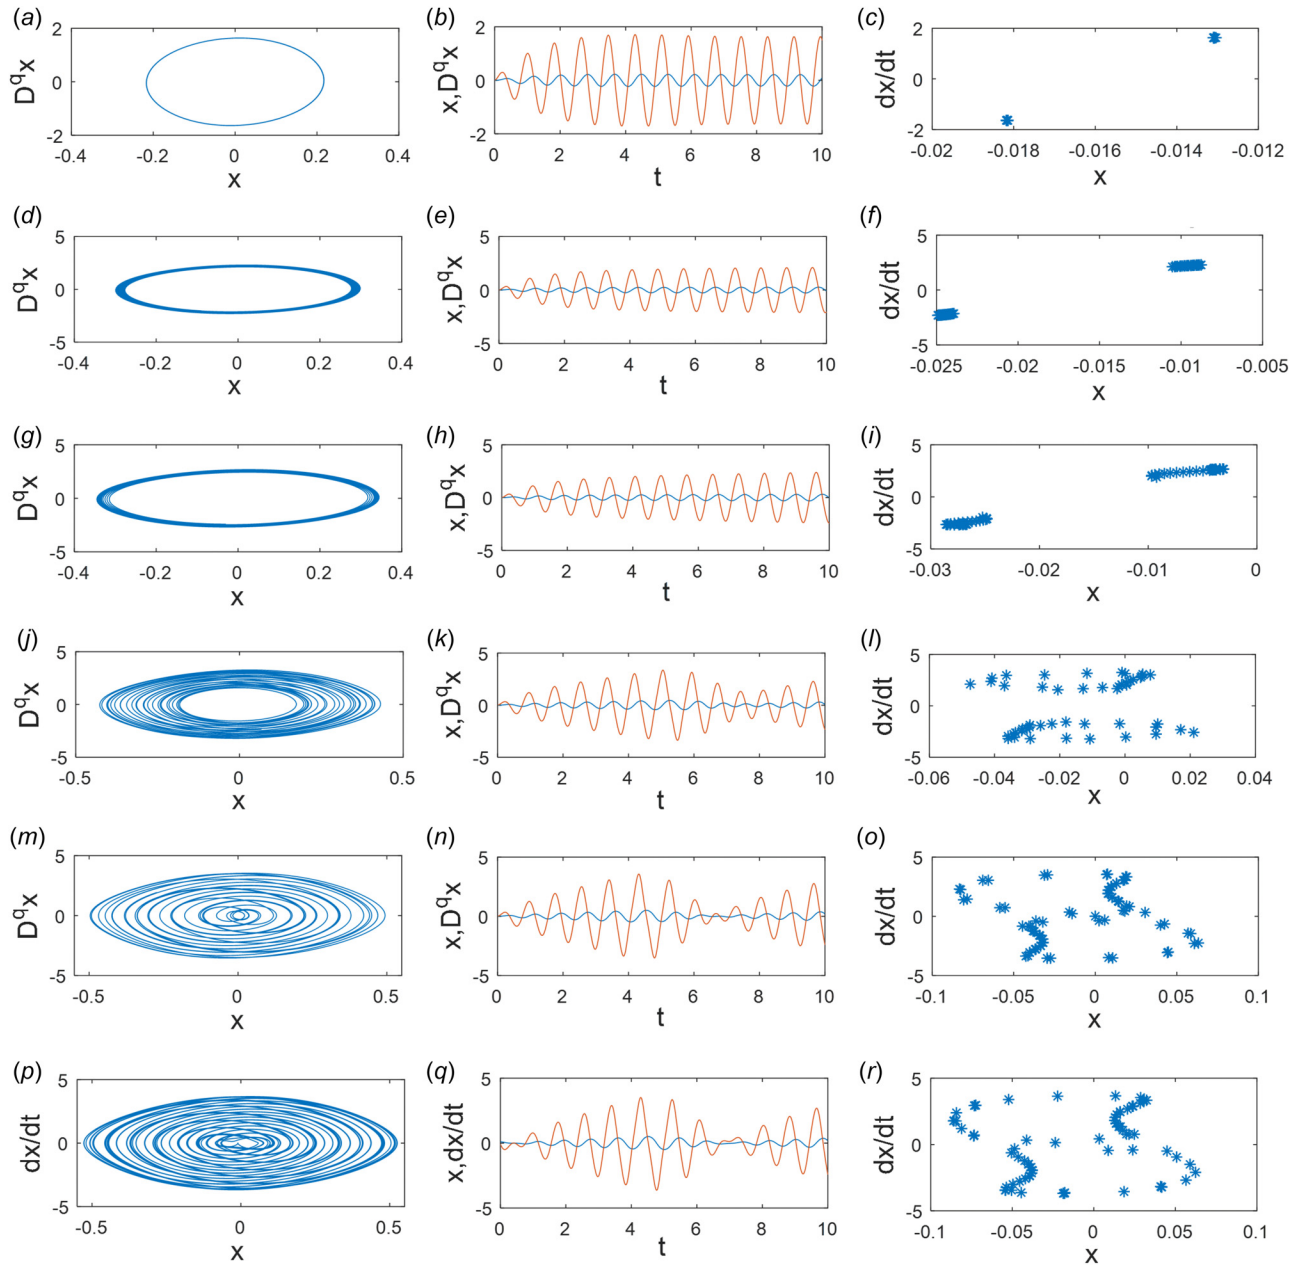 (a) (b) (c)
2 2 2
D^q x 0 x,D^q x 0 dx/dt 0
-2 -2 -2
-0.4 -0.2 0 0.2 0.4 0 2 4 6 8 10 -0.02 -0.018 -0.016 -0.014 -0.012
x t x
(d) (e) (f)
5 5 5
D^q x 0 x,D^q x 0 dx/dt 0
-5 -5 -5
-0.4 -0.2 0 0.2 0.4 0 2 4 6 8 10 -0.025 -0.02 -0.015 -0.01 -0.005
x t x
(g) (h) (i)
5 5 5
D^q x 0 x,D^q x 0 dx/dt 0
-5 -5 -5
-0.4 -0.2 0 0.2 0.4 0 2 4 6 8 10 -0.03 -0.02 -0.01 0
x t x
(j) (k) (l)
5 5 5
D^q x 0 x,D^q x 0 dx/dt 0
-5 -5 -5
-0.5 0 0.5 0 2 4 6 8 10 -0.06 -0.04 -0.02 0 0.02 0.04
x t x
(m) (n) (o)
5 5 5
D^q x 0 x,D^q x 0 dx/dt 0
-5 -5 -5
-0.5 0 0.5 0 2 4 6 8 10 -0.1 -0.05 0 0.05 0.1
x t x
(p) (q) (r)
5 5 5
dx/dt 0 x,dx/dt 0 dx/dt 0
-5 -5 -5
-0.5 0 0.5 0 2 4 6 8 10 -0.1 -0.05 0 0.05 0.1
x t x